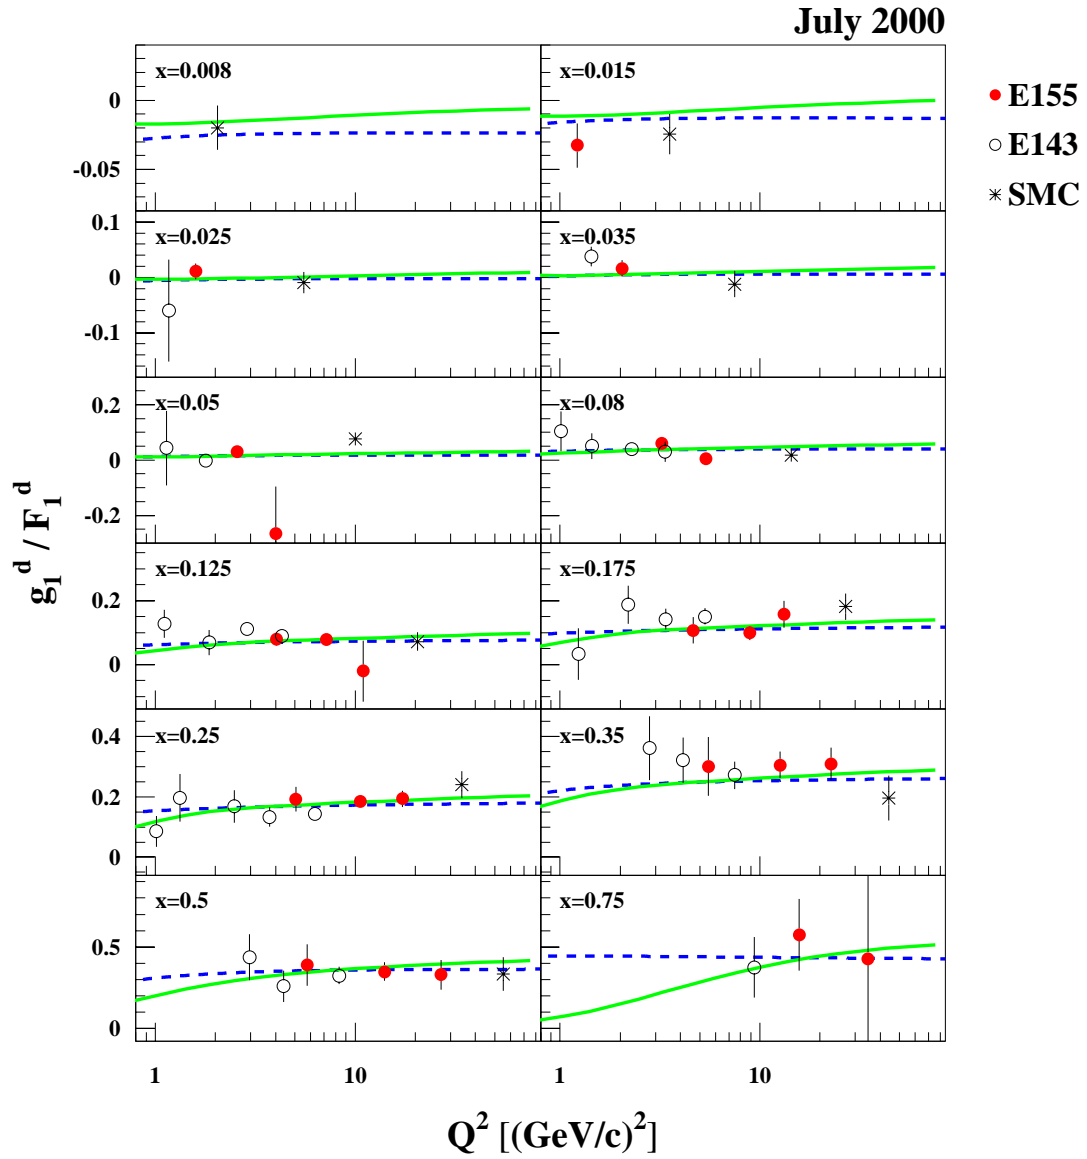 July 2000
x=0.008
x=0.015
0
-0.05
E155
E143
SMC
x=0.025
x=0.035
0.1
0
-0.1
x=0.05
x=0.08
0.2
0
-0.2
x=0.125
x=0.175
0.2
0
x=0.25
x=0.35
0.4
0.2
0
x=0.5
x=0.75
0.5
0
1 10 1 10
g₁ᵈ / F₁ᵈ
Q² [(GeV/c)²]